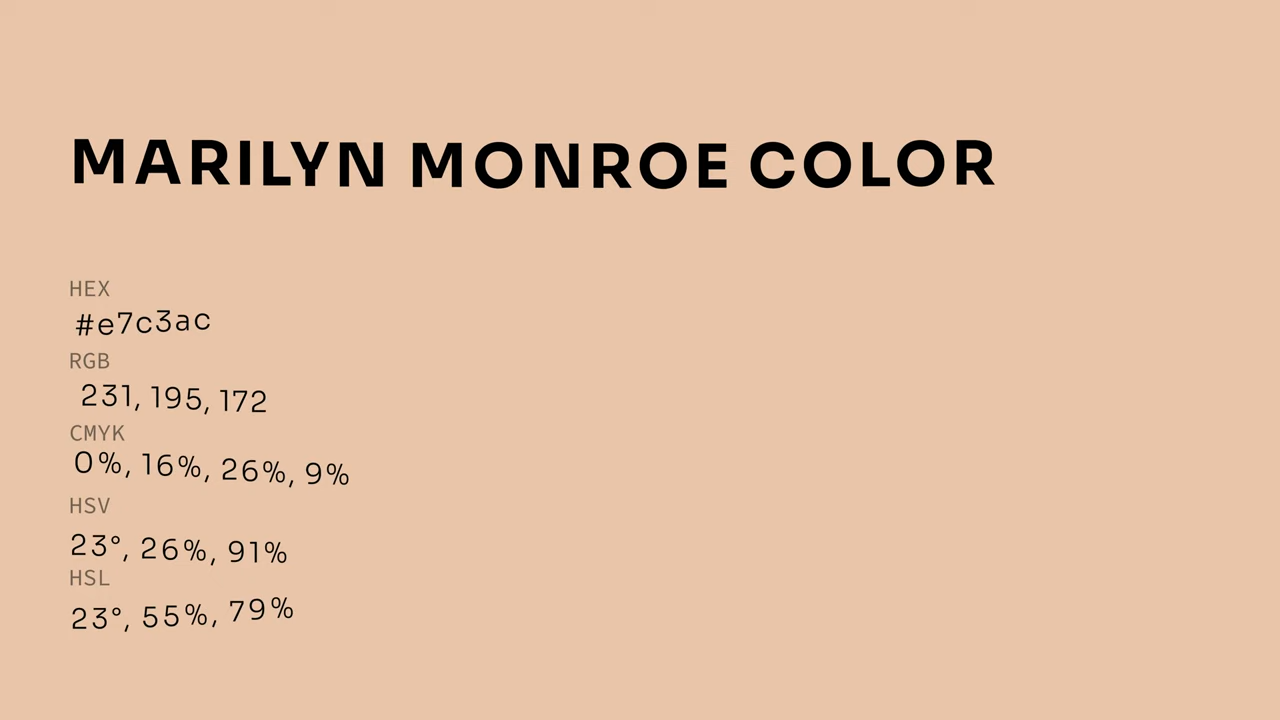 MARILYN MONROE COLOR
HEX
#e7c3ac
RGB
231, 195, 172
CMYK
0%, 16%, 26%, 9%
HSV
23°, 26%, 91%
HSL
23°, 55%, 79%